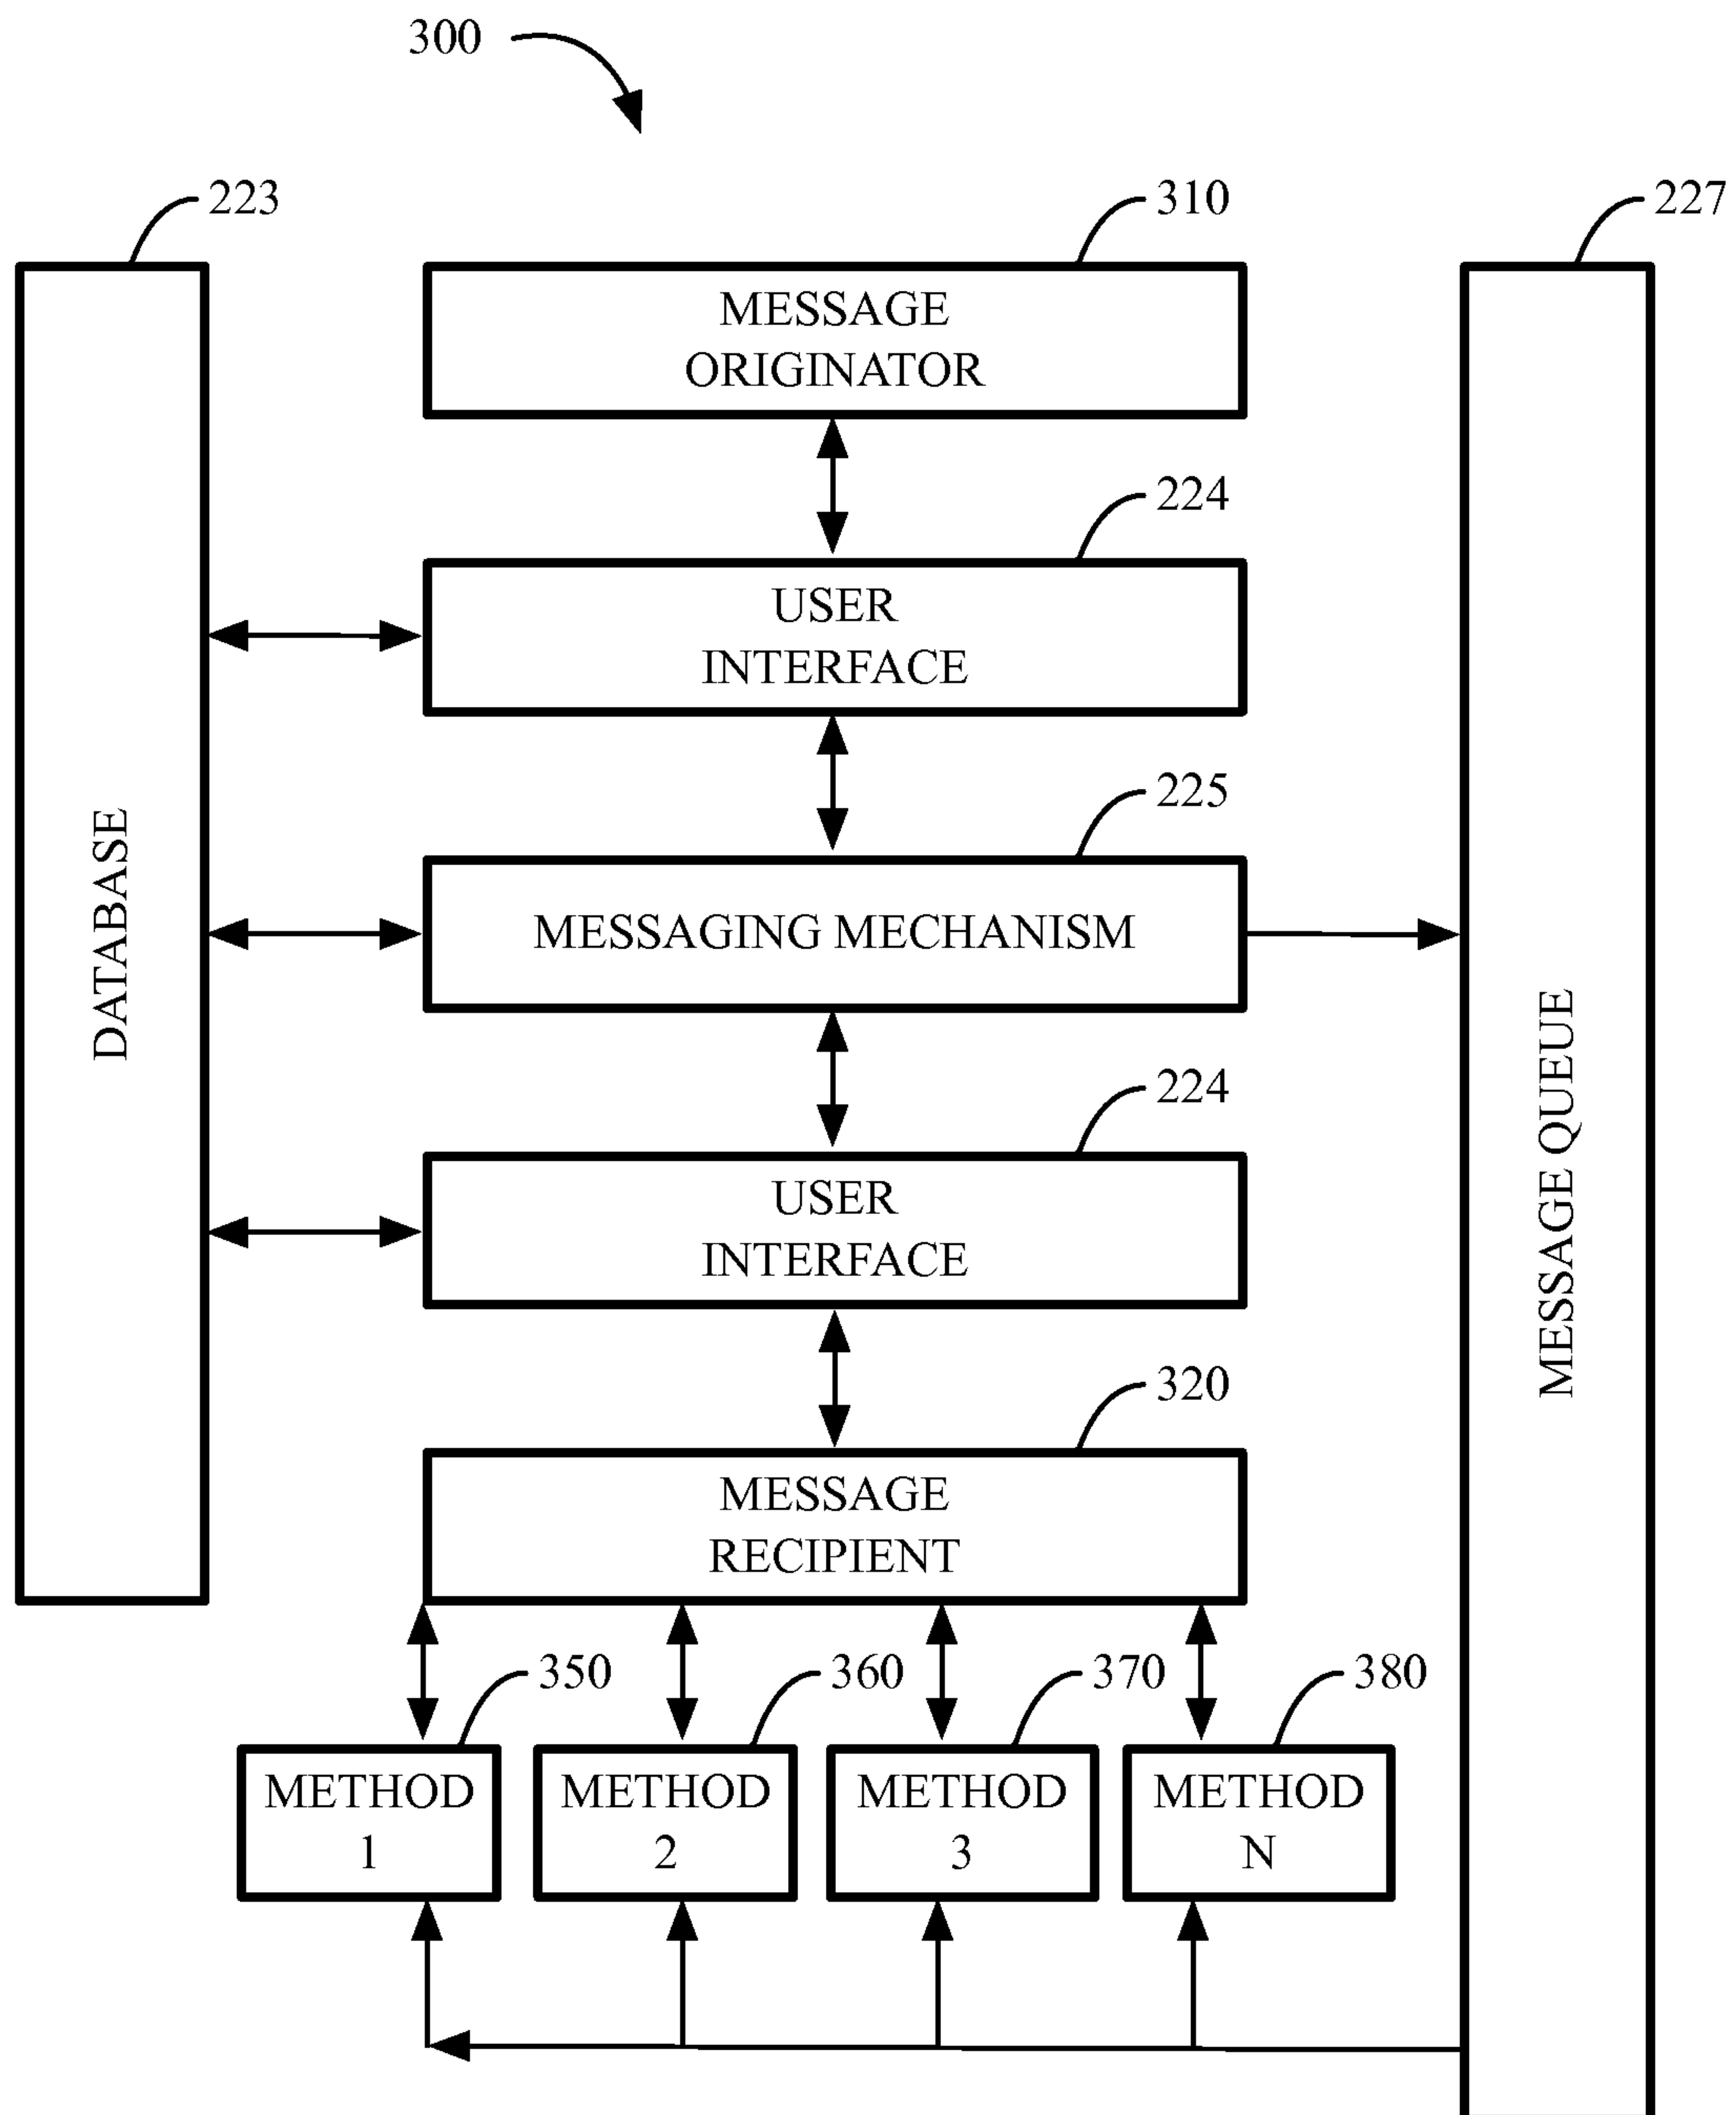 300
223
310
227
MESSAGE
ORIGINATOR
224
USER
INTERFACE
225
DATABASE
MESSAGING MECHANISM
MESSAGE QUEUE
224
USER
INTERFACE
320
MESSAGE
RECIPIENT
350
360
370
380
METHOD
1
METHOD
2
METHOD
3
METHOD
N